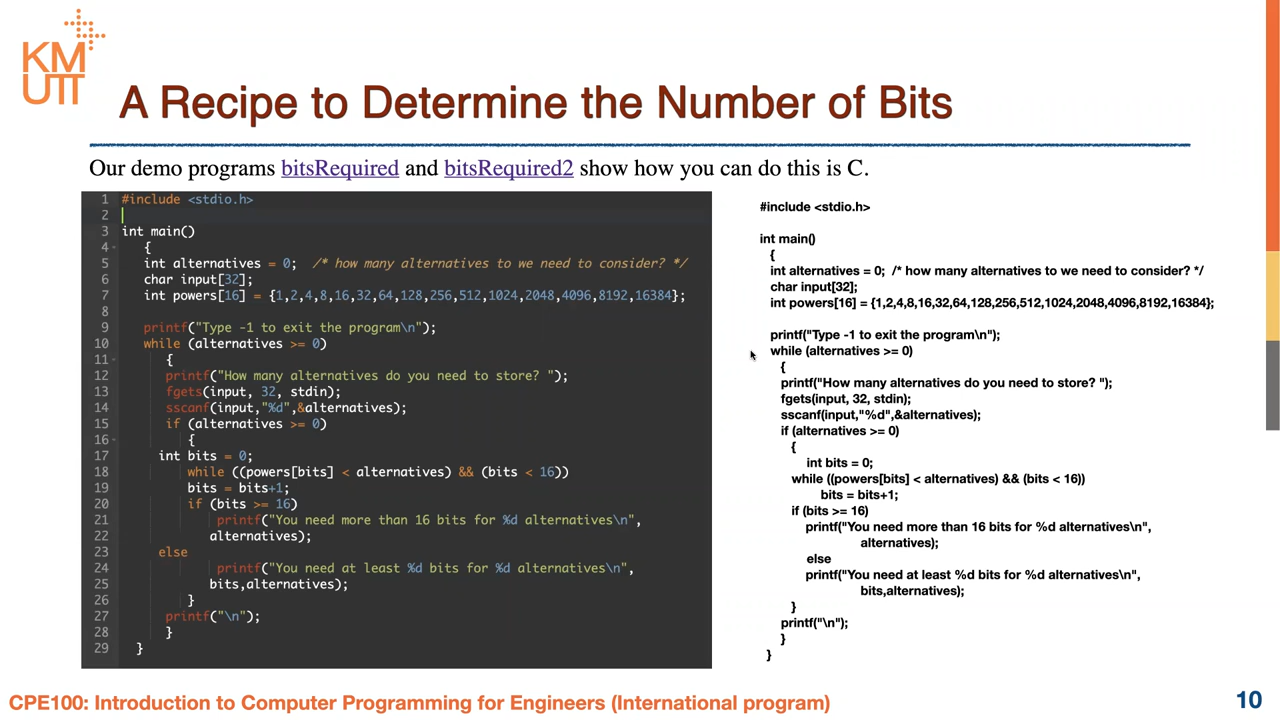 KM
UTT
A Recipe to Determine the Number of Bits
Our demo programs bitsRequired and bitsRequired2 show how you can do this is C.
1 #include <stdio.h>
2
3 int main()
4 {
5 int alternatives = 0; /* how many alternatives to we need to consider? */
6 char input[32];
7 int powers[16] = {1,2,4,8,16,32,64,128,256,512,1024,2048,4096,8192,16384};
8
9 printf("Type -1 to exit the program\n");
10 while (alternatives >= 0)
11 {
12 printf("How many alternatives do you need to store? ");
13 fgets(input, 32, stdin);
14 sscanf(input,"%d",&alternatives);
15 if (alternatives >= 0)
16 {
17 int bits = 0;
18 while ((powers[bits] < alternatives) && (bits < 16))
19 bits = bits+1;
20 if (bits >= 16)
21 printf("You need more than 16 bits for %d alternatives\n",
22 alternatives);
23 else
24 printf("You need at least %d bits for %d alternatives\n",
25 bits,alternatives);
26 }
27 printf("\n");
28 }
29 }
#include <stdio.h>
int main()
{
int alternatives = 0; /* how many alternatives to we need to consider? */
char input[32];
int powers[16] = {1,2,4,8,16,32,64,128,256,512,1024,2048,4096,8192,16384};
printf("Type -1 to exit the program\n");
while (alternatives >= 0)
{
printf("How many alternatives do you need to store? ");
fgets(input, 32, stdin);
sscanf(input,"%d",&alternatives);
if (alternatives >= 0)
{
int bits = 0;
while ((powers[bits] < alternatives) && (bits < 16))
bits = bits+1;
if (bits >= 16)
printf("You need more than 16 bits for %d alternatives\n",
alternatives);
else
printf("You need at least %d bits for %d alternatives\n",
bits,alternatives);
}
printf("\n");
}
}
CPE100: Introduction to Computer Programming for Engineers (International program)
10